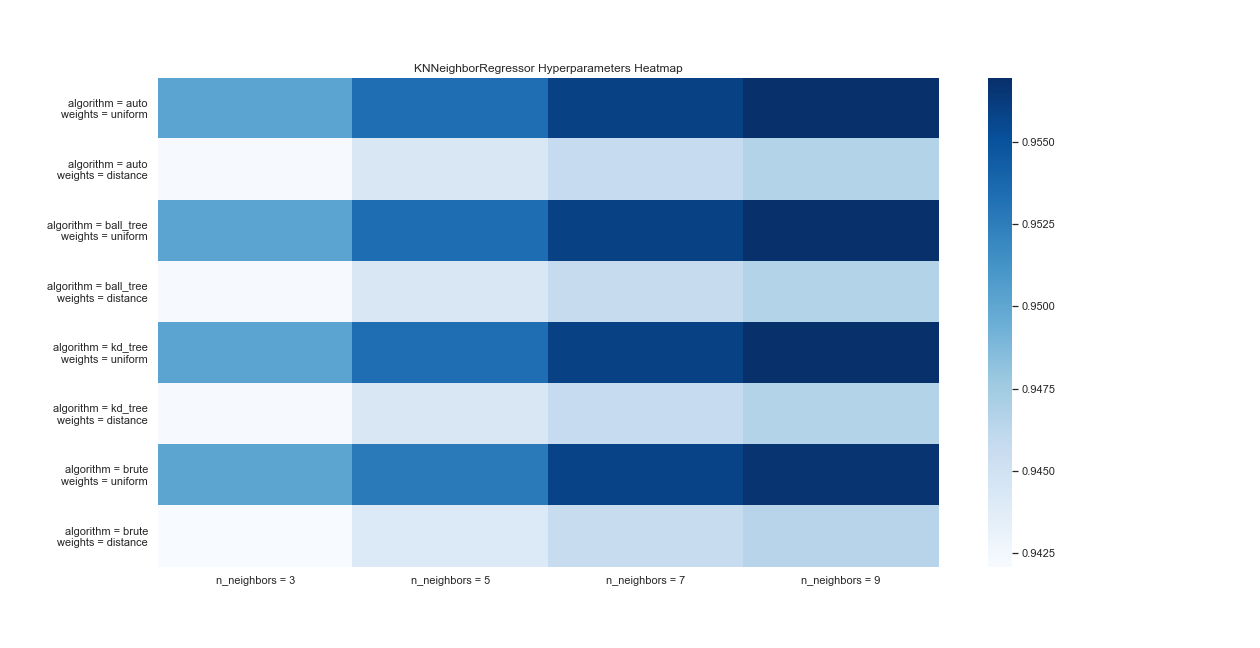 KNNeighborRegressor Hyperparameters Heatmap
algorithm = auto
weights = uniform
algorithm = auto
weights = distance
algorithm = ball_tree
weights = uniform
algorithm = ball_tree
weights = distance
algorithm = kd_tree
weights = uniform
algorithm = kd_tree
weights = distance
algorithm = brute
weights = uniform
algorithm = brute
weights = distance
n_neighbors = 3
n_neighbors = 5
n_neighbors = 7
n_neighbors = 9
0.9550
0.9525
0.9500
0.9475
0.9450
0.9425